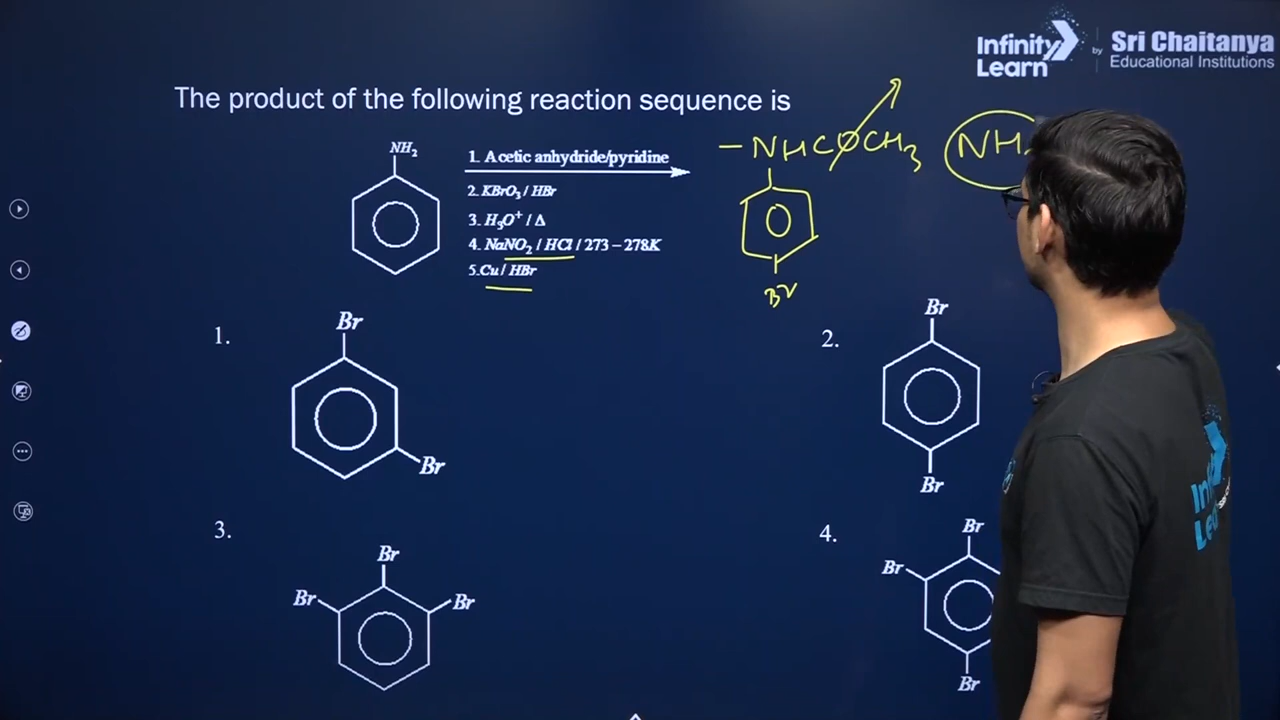 Infinity Learn by Sri Chaitanya Educational Institutions
The product of the following reaction sequence is
NH₂
1. Acetic anhydride/pyridine
2. KBrO₃ / HBr
3. H₃O⁺ / Δ
4. NaNO₂ / HCl / 273 – 278K
5.Cu / HBr
– NHCOCH₃
Br
NH
1.
Br
Br
2.
Br
Br
3.
Br
Br
Br
4.
Br
Br
Br